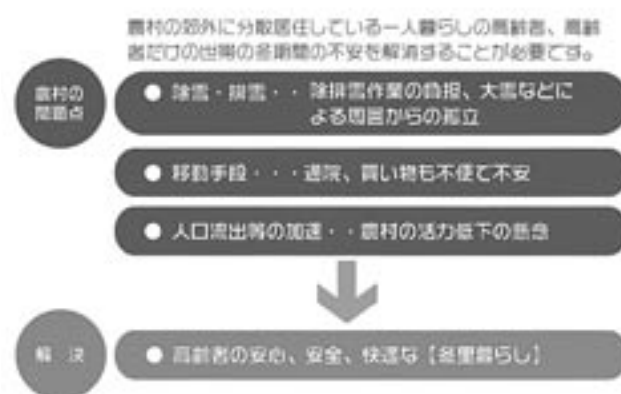 農村の郊外に分散居住している一人暮らしの高齢者、高齢
者だけの世帯の冬期間の不安を解消することが必要です。
農村の
問題点
● 除雪・排雪・・ 除排雪作業の負担、大雪などに
よる周囲からの孤立
● 移動手段・・・通院、買い物も不便で不安
● 人口流出等の加速・・農村の活力低下の懸念
解 決
● 高齢者の安心、安全、快適な【冬里暮らし】